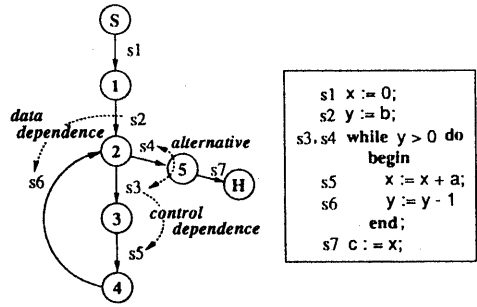 S
s1
1
s2
data
dependence
2
s4
alternative
5
s7
H
s6
s3
3
control
dependence
s5
4
s1 x := 0;
s2 y := b;
s3,s4 while y > 0 do
begin
s5 x := x + a;
s6 y := y - 1
end;
s7 c := x;